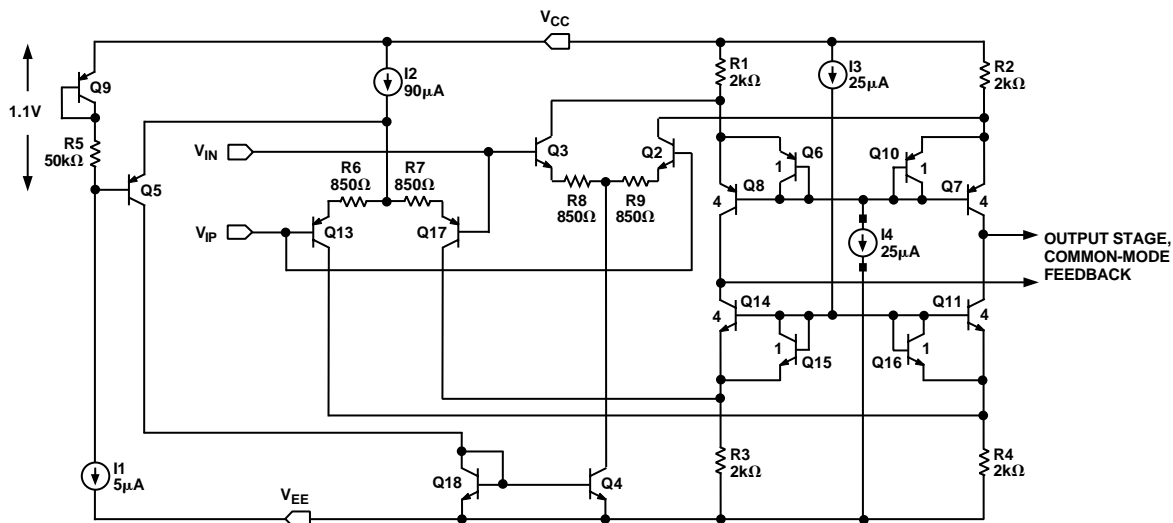 VCC
1.1V
Q9
R5
50kΩ
I2
90µA
R1
2kΩ
I3
25µA
R2
2kΩ
VIN
Q3
Q2
Q6
1
Q10
1
Q5
R6
850Ω
R7
850Ω
R8
850Ω
R9
850Ω
Q8
4
Q7
4
VIP
Q13
Q17
I4
25µA
OUTPUT STAGE,
COMMON-MODE
FEEDBACK
Q14
4
Q11
4
1
Q15
1
Q16
I1
5µA
Q18
Q4
R3
2kΩ
R4
2kΩ
VEE